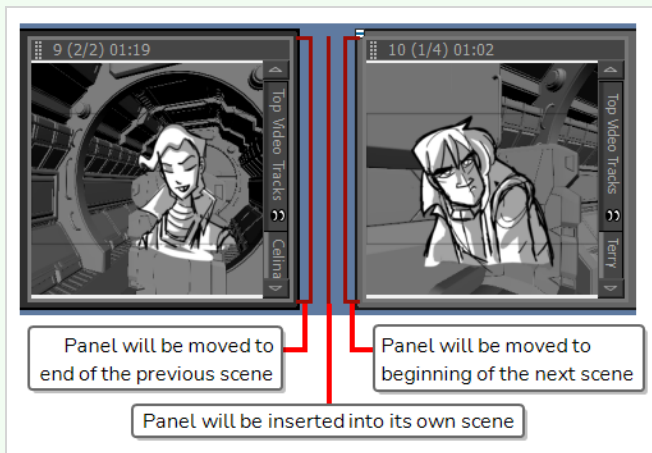 9 (2/2) 01:19
Top Video Tracks
Celina
10 (1/4) 01:02
Top Video Tracks
Terry
Panel will be moved to
end of the previous scene
Panel will be moved to
beginning of the next scene
Panel will be inserted into its own scene